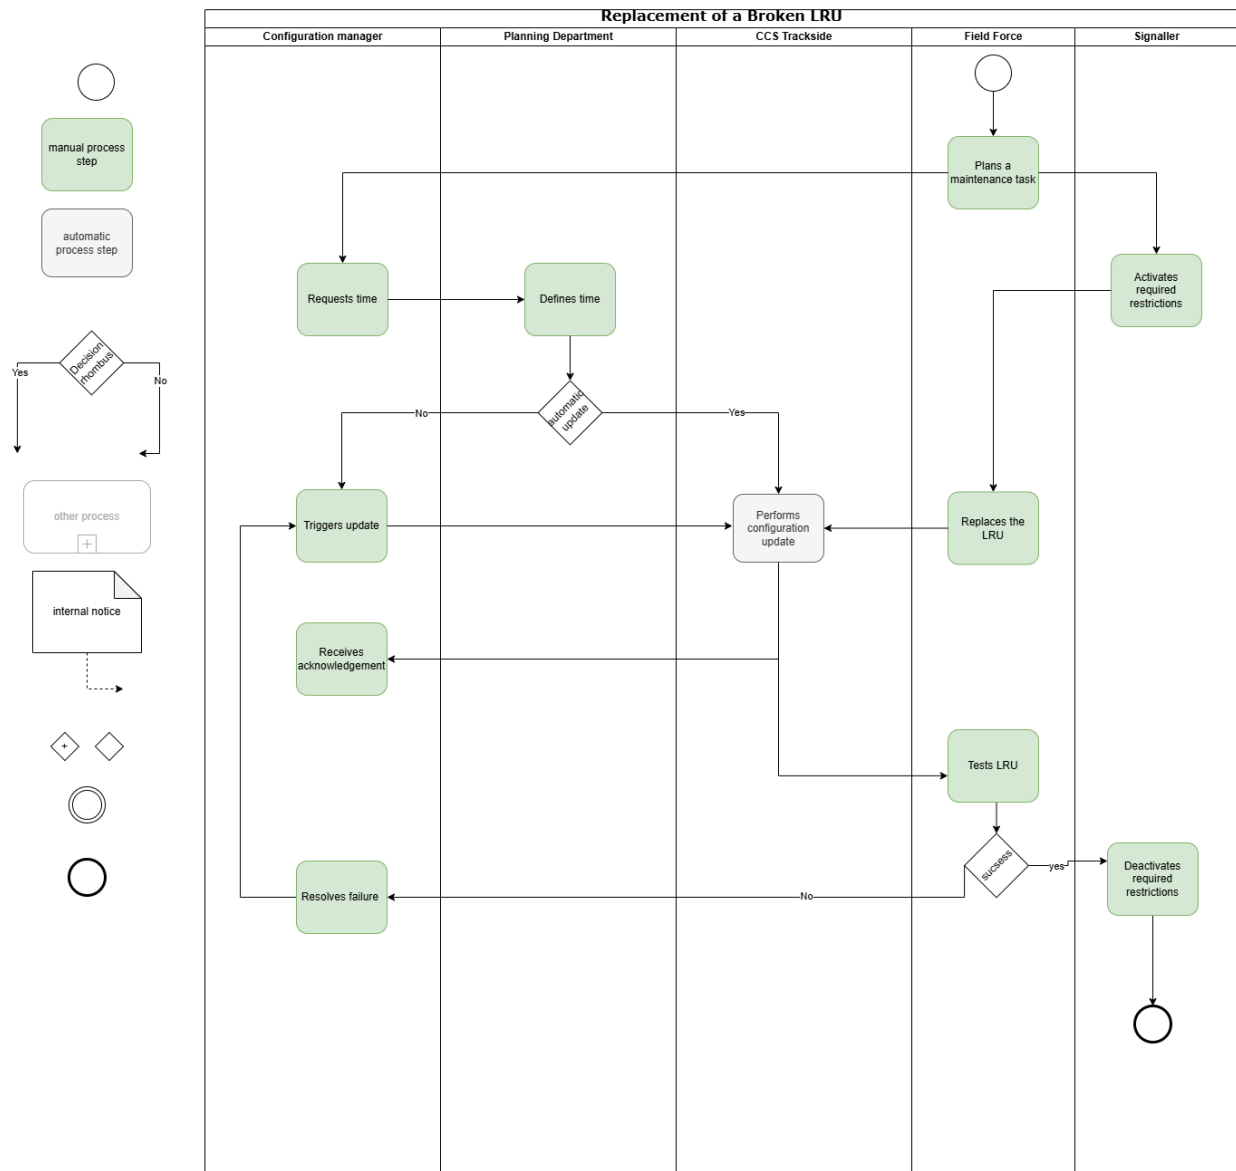 Replacement of a Broken LRU
Configuration manager
Planning Department
CCS Trackside
Field Force
Signaller
manual process
step
automatic
process step
Decision
rhombus
Yes
No
other process
+
internal notice
+
Plans a
maintenance task
Requests time
Defines time
Activates
required
restrictions
automatic
update
No
Yes
Triggers update
Performs
configuration
update
Replaces the
LRU
Receives
acknowledgement
Tests LRU
sucsess
yes
No
Deactivates
required
restrictions
Resolves failure